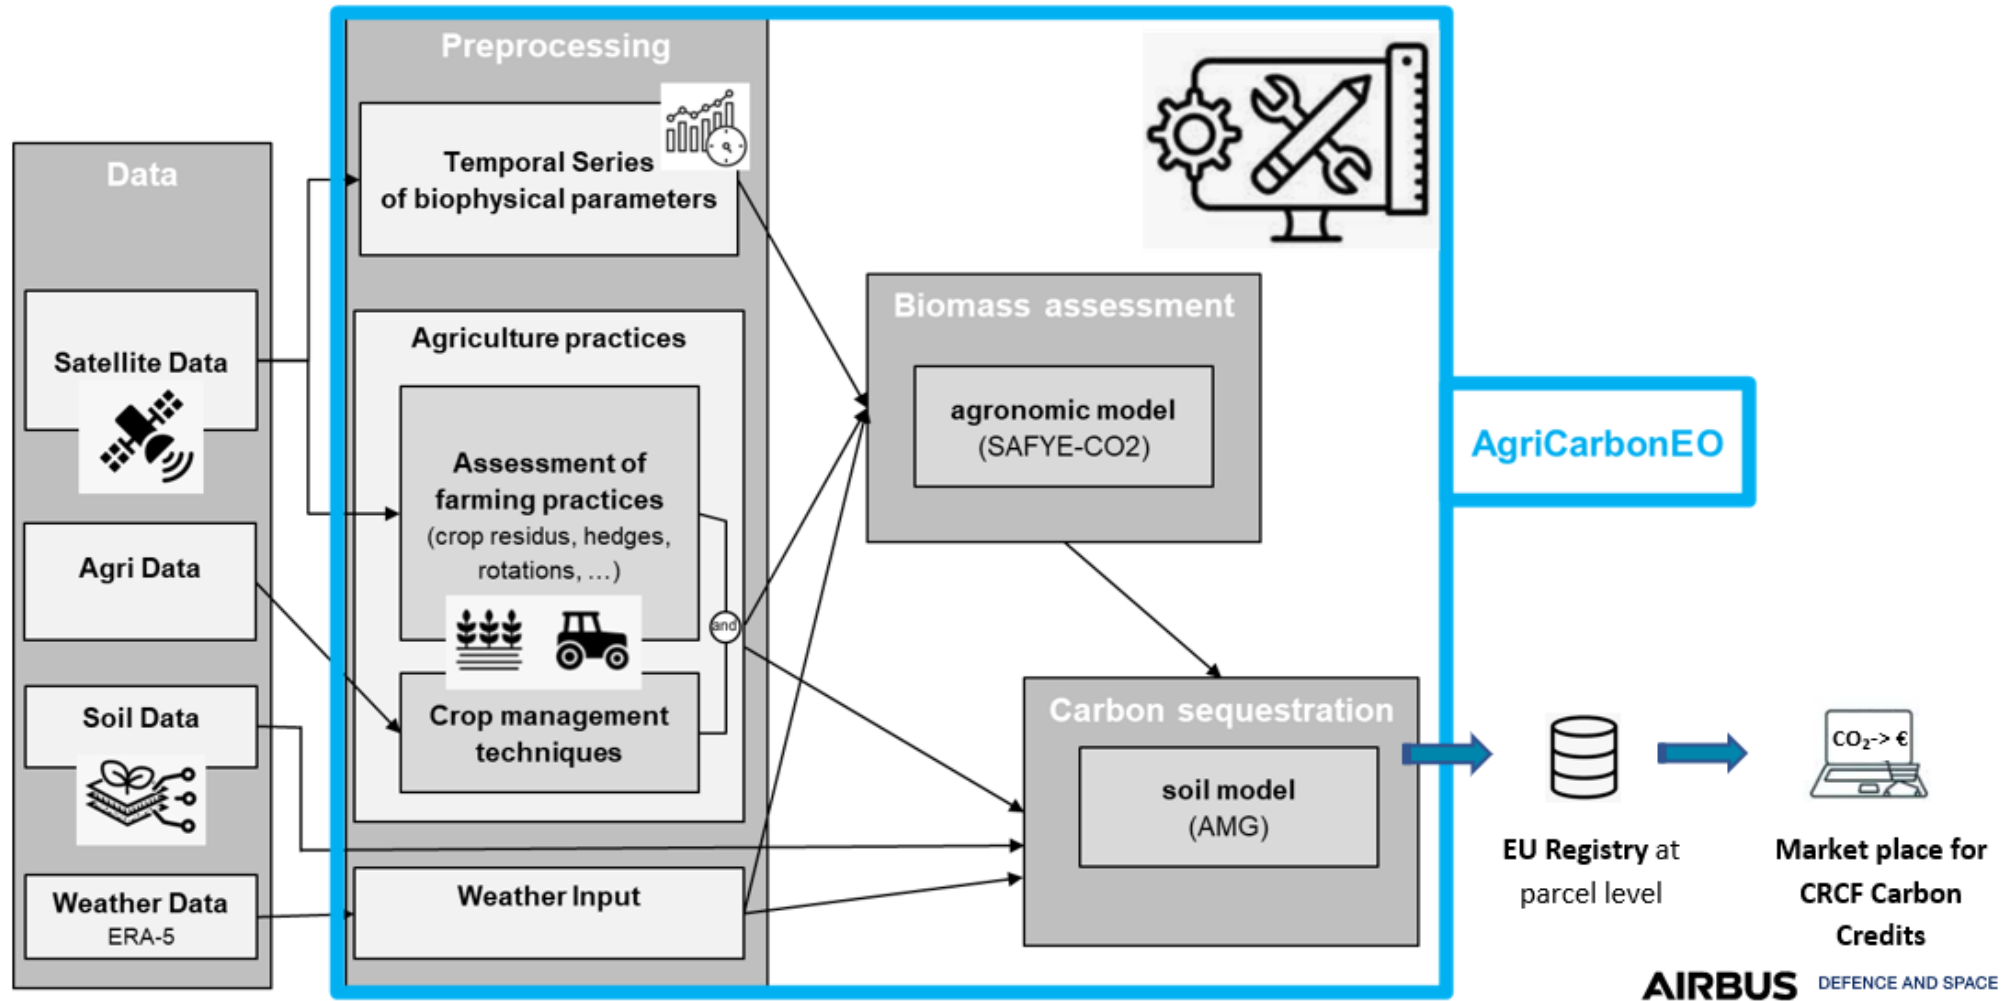 Preprocessing
Data
Temporal Series
of biophysical parameters
Satellite Data
Agriculture practices
Assessment of
farming practices
(crop residus, hedges,
rotations, ...)
and
Agri Data
Crop management
techniques
Soil Data
Weather Data
ERA-5
Weather Input
Biomass assessment
agronomic model
(SAFYE-CO2)
Carbon sequestration
soil model
(AMG)
AgriCarbonEO
CO₂-> €
EU Registry at
parcel level
Market place for
CRCF Carbon
Credits
AIRBUS DEFENCE AND SPACE